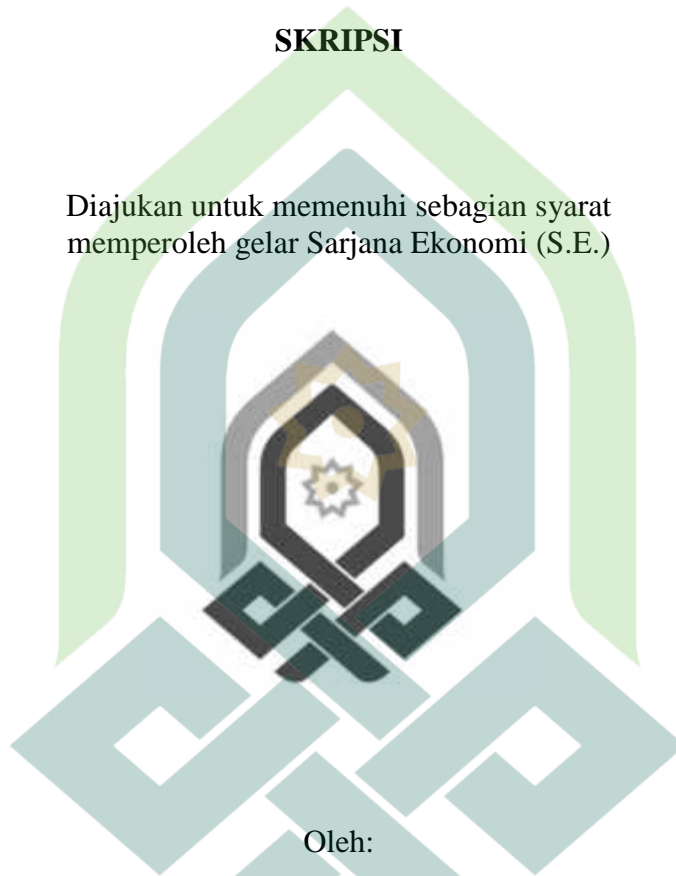 SKRIPSI
Diajukan untuk memenuhi sebagian syarat
memperoleh gelar Sarjana Ekonomi (S.E.)
Oleh: